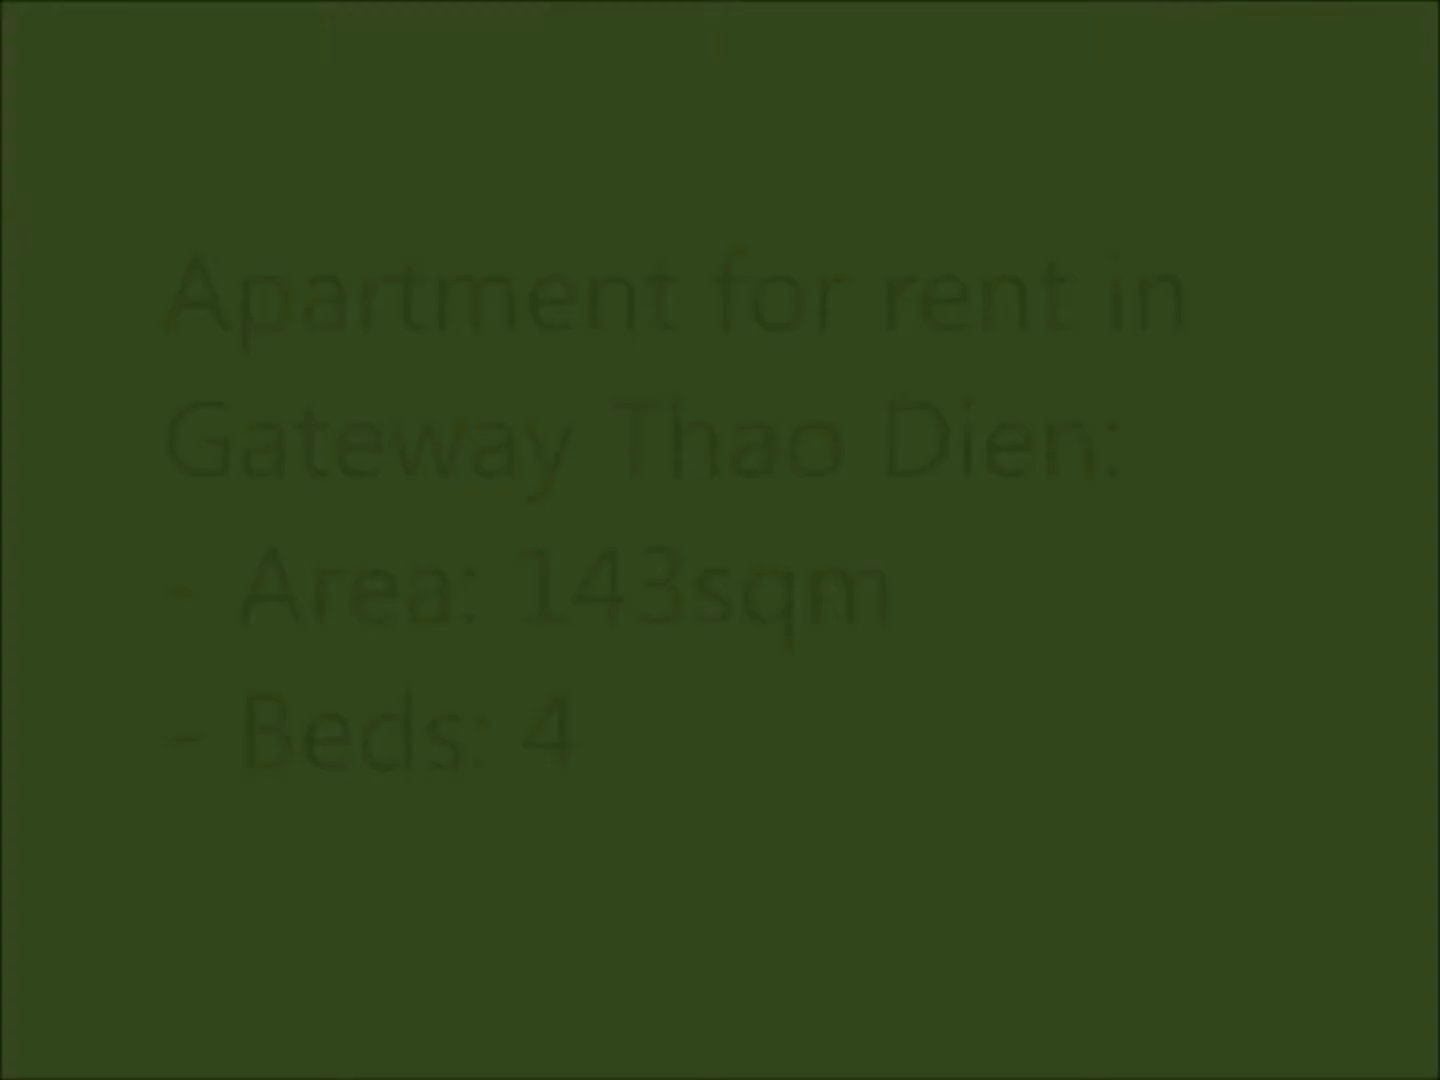 Apartment for rent in
Gateway Thao Dien:
- Area: 143sqm
- Beds: 4